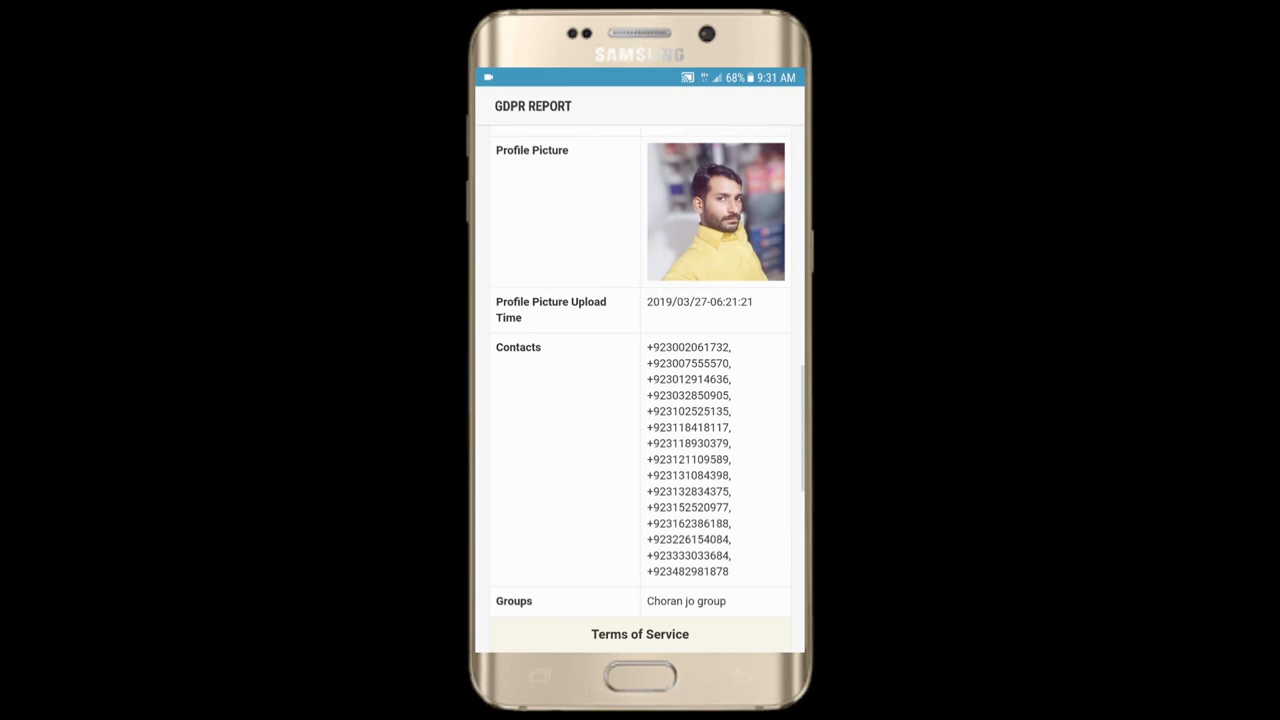 SAMSUNG
68% 9:31 AM
GDPR REPORT
Profile Picture
Profile Picture Upload Time
2019/03/27-06:21:21
Contacts
+923002061732,
+923007555570,
+923012914636,
+923032850905,
+923102525135,
+923118418117,
+923118930379,
+923121109589,
+923131084398,
+923132834375,
+923152520977,
+923162386188,
+923226154084,
+923333033684,
+923482981878
Groups
Choran jo group
Terms of Service